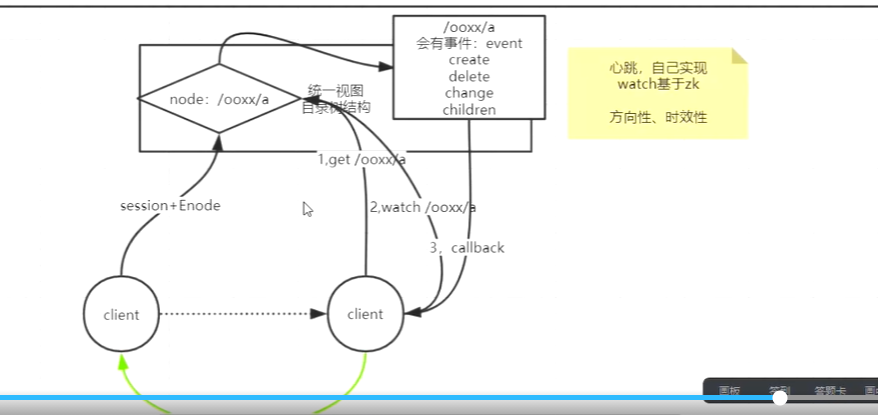 /ooxx/a
会有事件：event
create
delete
change
children
心跳，自己实现
watch基于zk
方向性、时效性
node：/ooxx/a
统一视图
目录树结构
1,get /ooxx/a
session+Enode
2,watch /ooxx/a
3，callback
client
client
画板
签到
答题卡